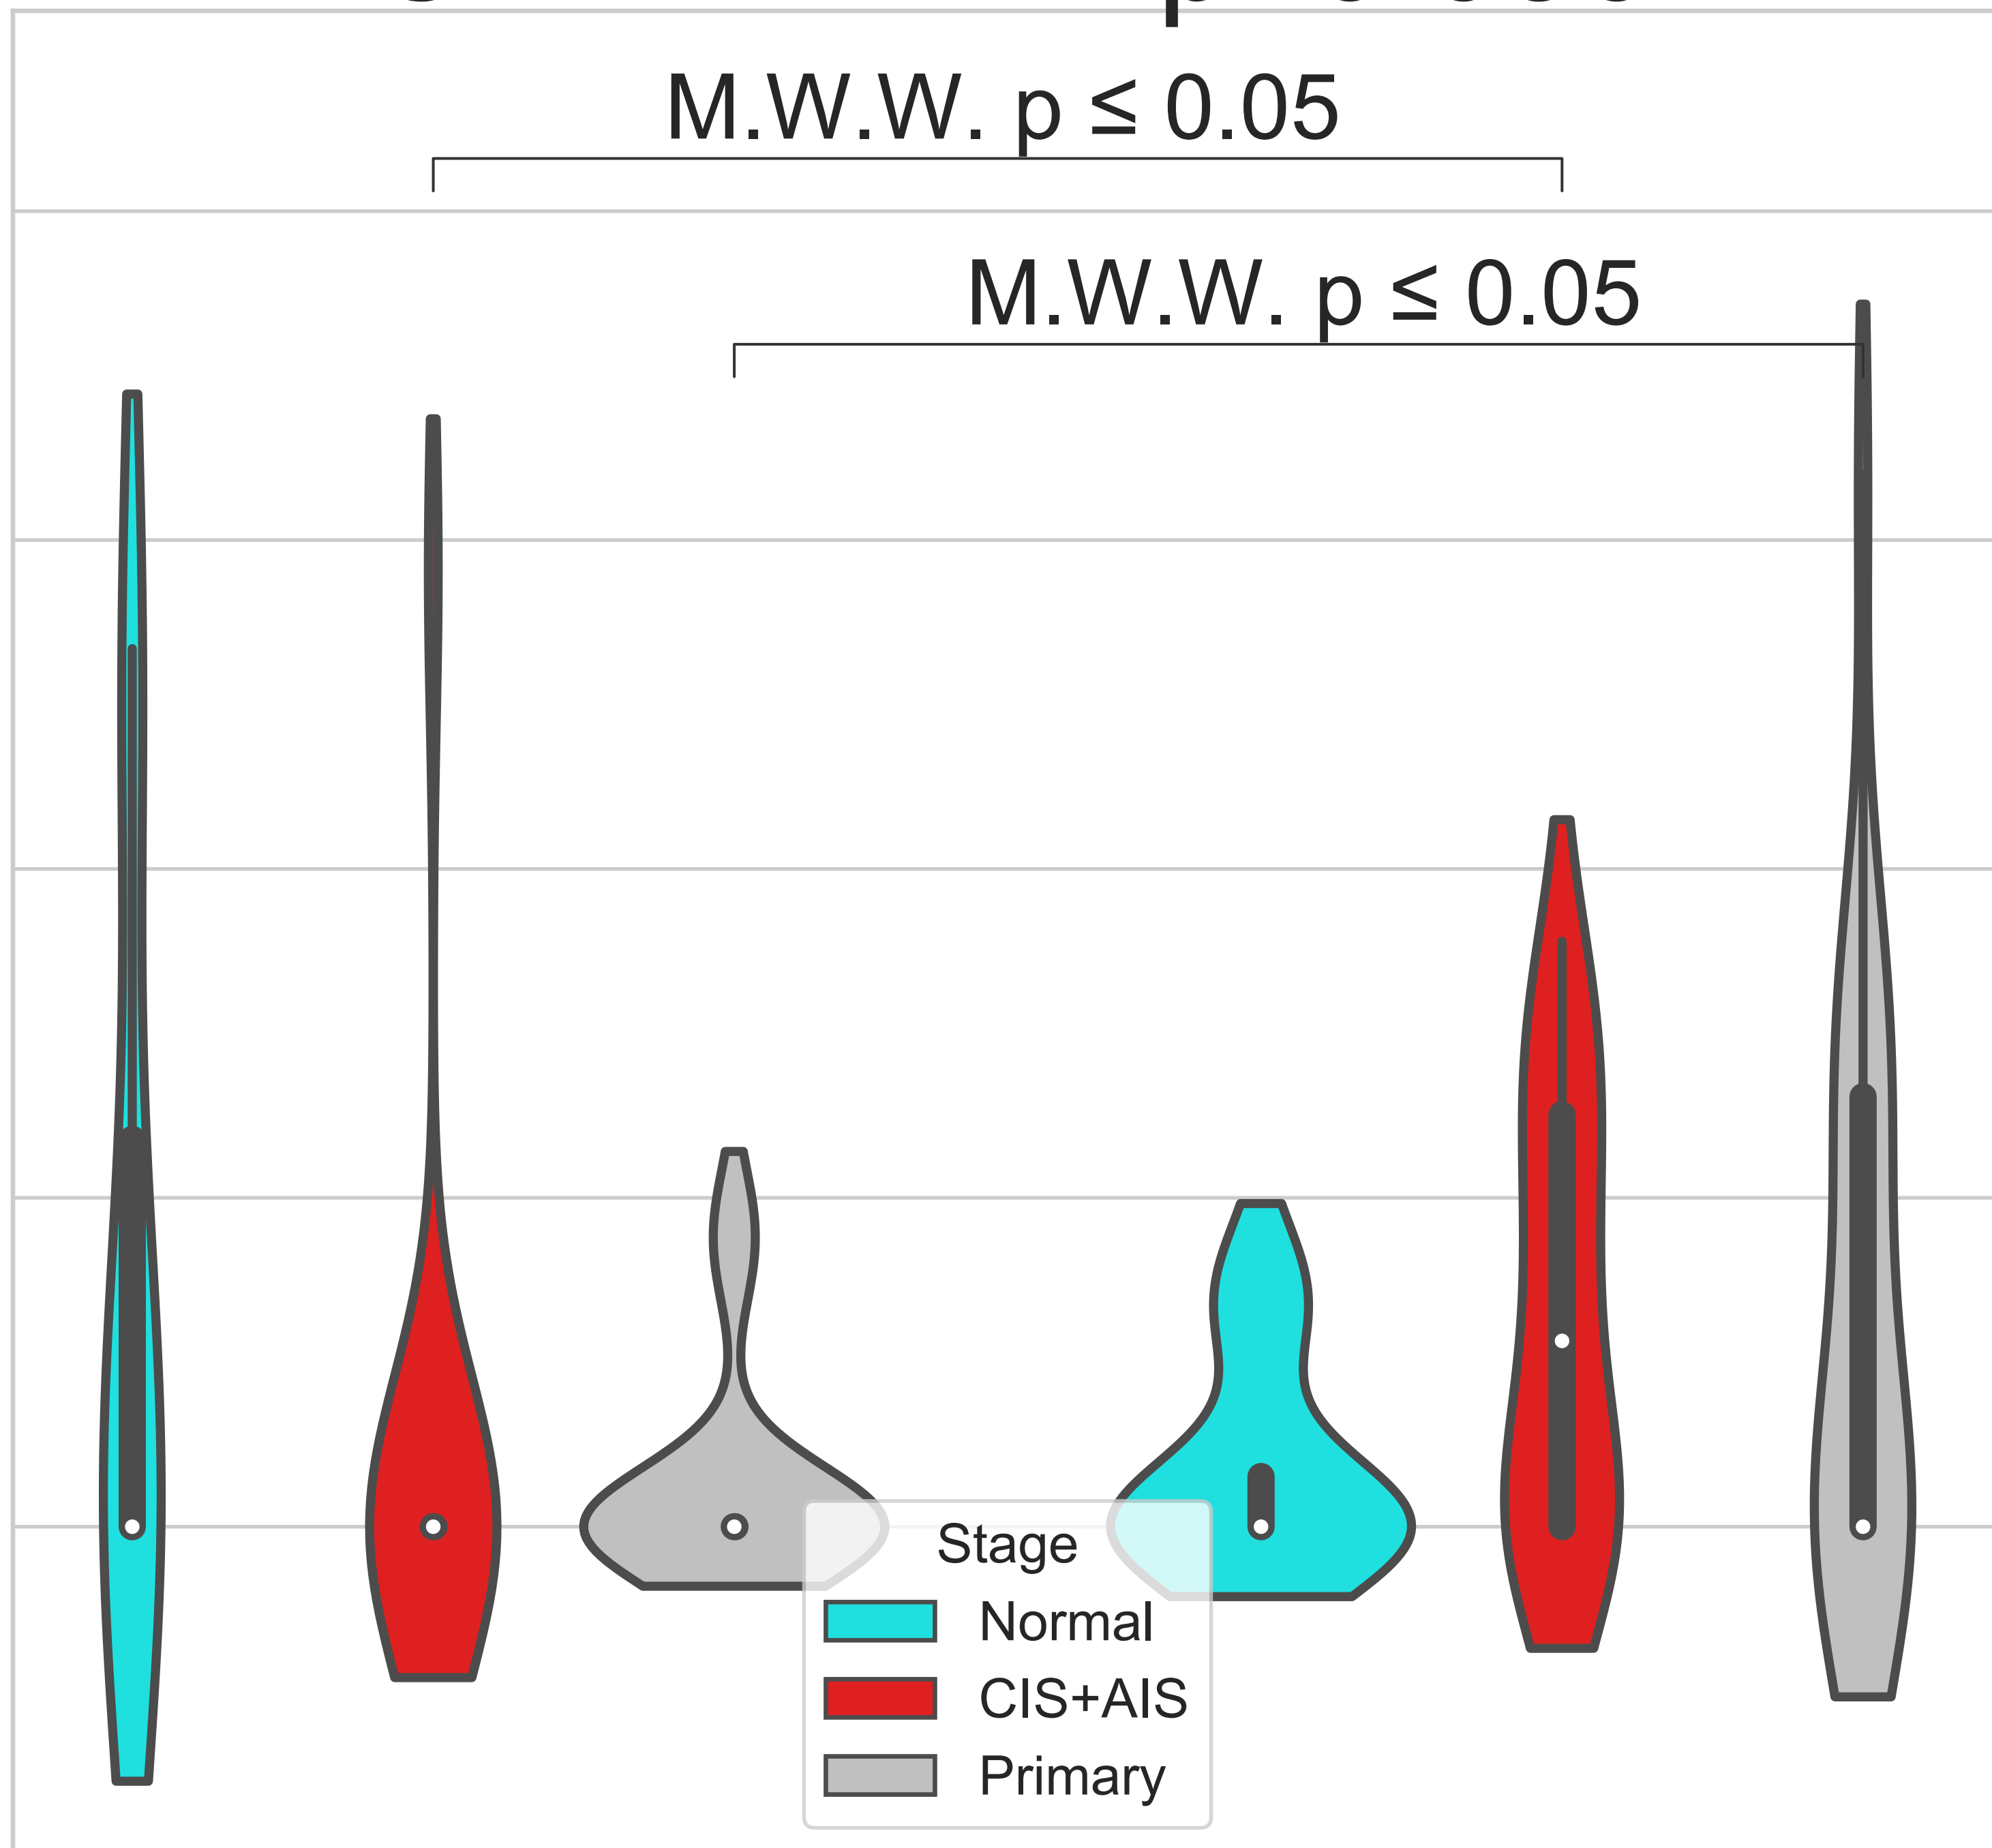 M.W.W. p ≤ 0.05
M.W.W. p ≤ 0.05
Stage
Normal
CIS+AIS
Primary